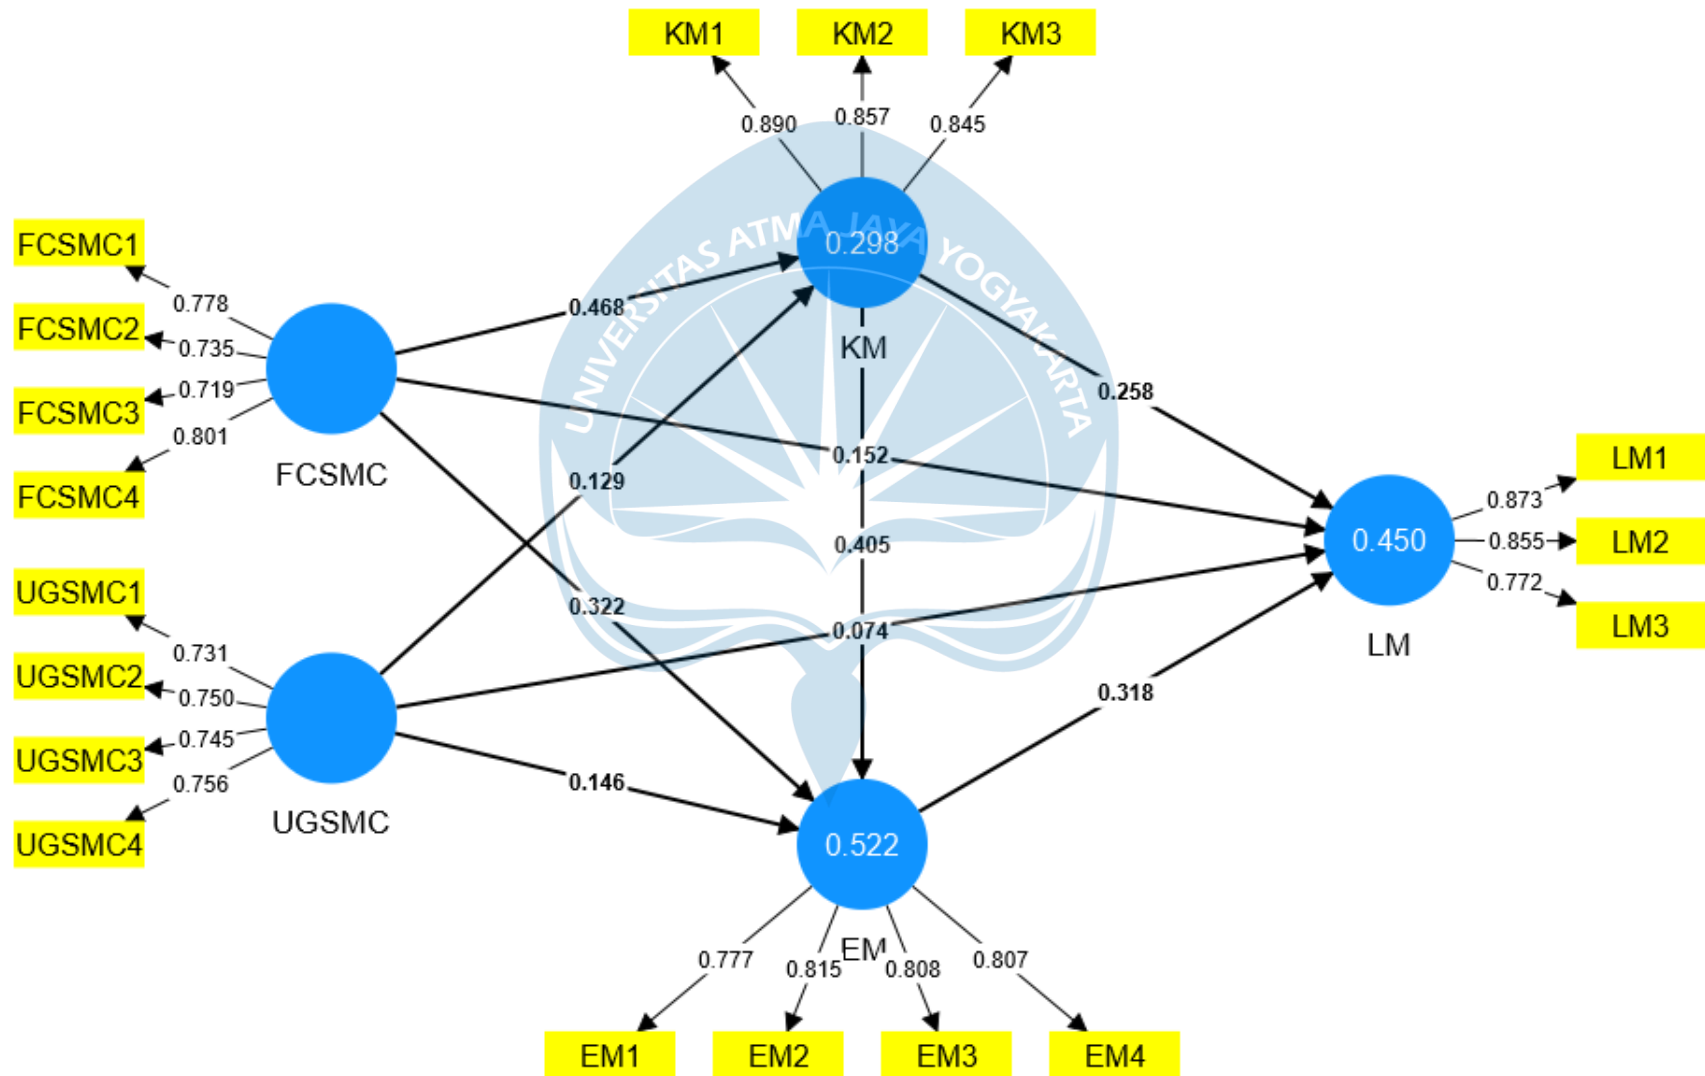 KM1
KM2
KM3
0.890
0.857
0.845
UNIVERSITAS ATMA JAYA YOGYAKARTA
0.298
KM
FCSMC1
FCSMC2
FCSMC3
FCSMC4
0.778
0.735
0.719
0.801
FCSMC
0.468
0.258
0.152
0.129
0.405
0.322
0.074
0.318
0.146
UGSMC1
UGSMC2
UGSMC3
UGSMC4
0.731
0.750
0.745
0.756
UGSMC
0.450
LM
0.873
0.855
0.772
LM1
LM2
LM3
0.522
EM
0.777
0.815
0.808
0.807
EM1
EM2
EM3
EM4